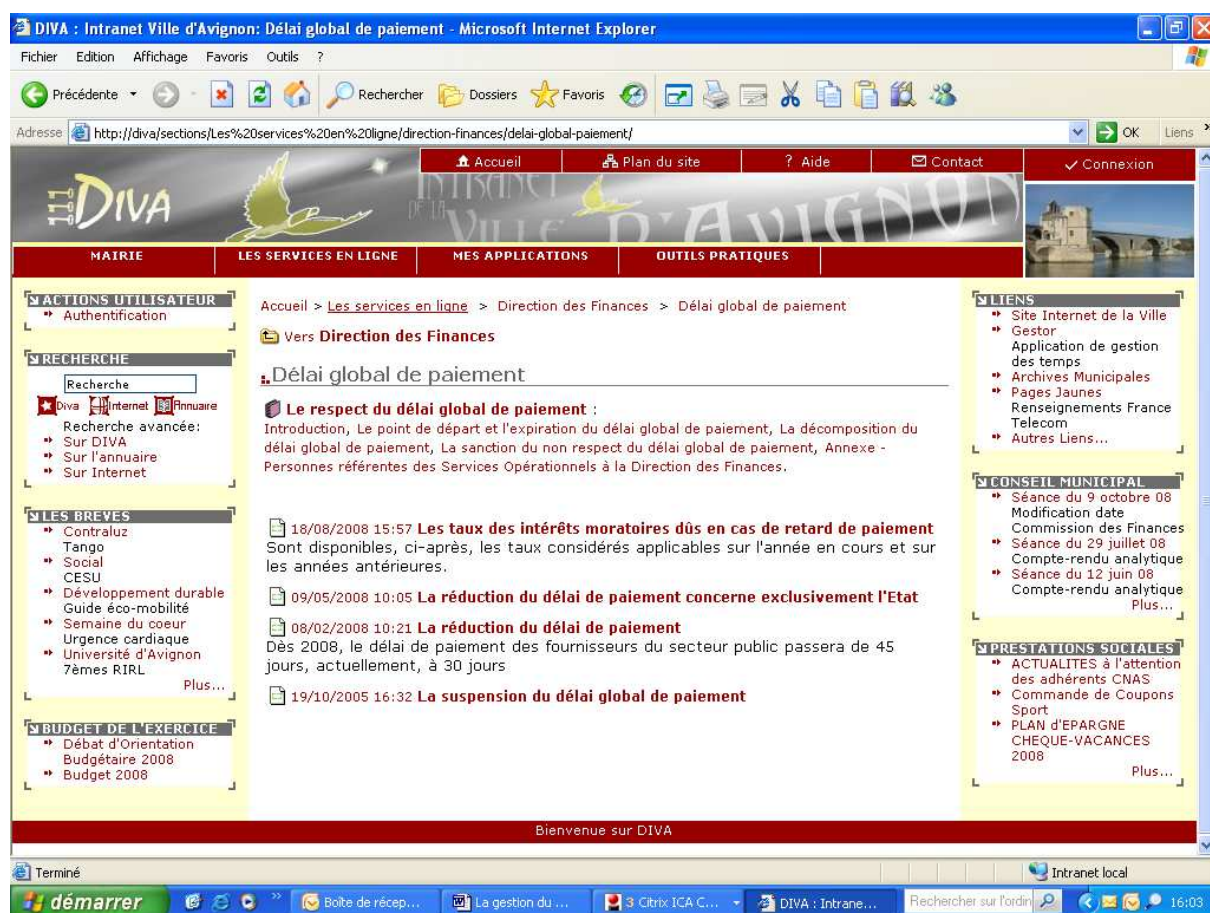 DIVA : Intranet Ville d'Avignon: Délai global de paiement - Microsoft Internet Explorer
Fichier Edition Affichage Favoris Outils ?
Précédente Rechercher Dossiers Favoris
Adresse http://diva/sections/Les%20services%20en%20ligne/direction-finances/delai-global-paiement/ OK Liens
Accueil Plan du site ? Aide Contact Connexion
DIVA
INTRANET
DE LA
VILLE D'AVIGNON
MAIRIE LES SERVICES EN LIGNE MES APPLICATIONS OUTILS PRATIQUES
ACTIONS UTILISATEUR
Authentification
RECHERCHE
Recherche
Diva Internet Annuaire
Recherche avancée:
Sur DIVA
Sur l'annuaire
Sur Internet
LES BREVES
Contraluz
Tango
Social
CESU
Développement durable
Guide éco-mobilité
Semaine du coeur
Urgence cardiaque
Université d'Avignon
7èmes RIRL
Plus...
BUDGET DE L'EXERCICE
Débat d'Orientation
Budgétaire 2008
Budget 2008
Accueil > Les services en ligne > Direction des Finances > Délai global de paiement
Vers Direction des Finances
Délai global de paiement
Le respect du délai global de paiement :
Introduction, Le point de départ et l'expiration du délai global de paiement, La décomposition du
délai global de paiement, La sanction du non respect du délai global de paiement, Annexe -
Personnes référentes des Services Opérationnels à la Direction des Finances.
18/08/2008 15:57 Les taux des intérêts moratoires dûs en cas de retard de paiement
Sont disponibles, ci-après, les taux considérés applicables sur l'année en cours et sur
les années antérieures.
09/05/2008 10:05 La réduction du délai de paiement concerne exclusivement l'Etat
08/02/2008 10:21 La réduction du délai de paiement
Dès 2008, le délai de paiement des fournisseurs du secteur public passera de 45
jours, actuellement, à 30 jours
19/10/2005 16:32 La suspension du délai global de paiement
LIENS
Site Internet de la Ville
Gestor
Application de gestion
des temps
Archives Municipales
Pages Jaunes
Renseignements France
Telecom
Autres Liens...
CONSEIL MUNICIPAL
Séance du 9 octobre 08
Modification date
Commission des Finances
Séance du 29 juillet 08
Compte-rendu analytique
Séance du 12 juin 08
Compte-rendu analytique
Plus...
PRESTATIONS SOCIALES
ACTUALITES à l'attention
des adhérents CNAS
Commande de Coupons
Sport
PLAN d'EPARGNE
CHEQUE-VACANCES
2008
Plus...
Bienvenue sur DIVA
Terminé Intranet local
démarrer Boîte de récep... La gestion du ... 3 Citrix ICA C... DIVA : Intrane... Rechercher sur l'ordin 16:03